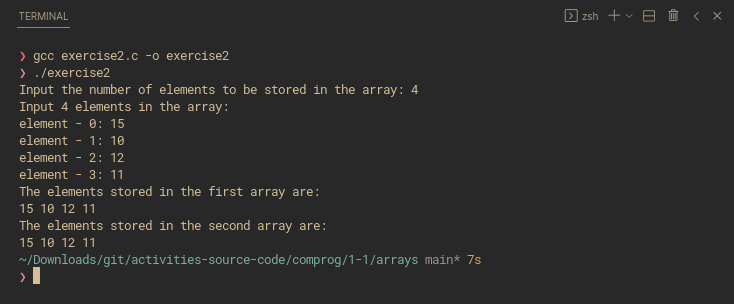 TERMINAL
zsh
❯ gcc exercise2.c -o exercise2
❯ ./exercise2
Input the number of elements to be stored in the array: 4
Input 4 elements in the array:
element - 0: 15
element - 1: 10
element - 2: 12
element - 3: 11
The elements stored in the first array are:
15 10 12 11
The elements stored in the second array are:
15 10 12 11
~/Downloads/git/activities-source-code/comprog/1-1/arrays main* 7s
❯